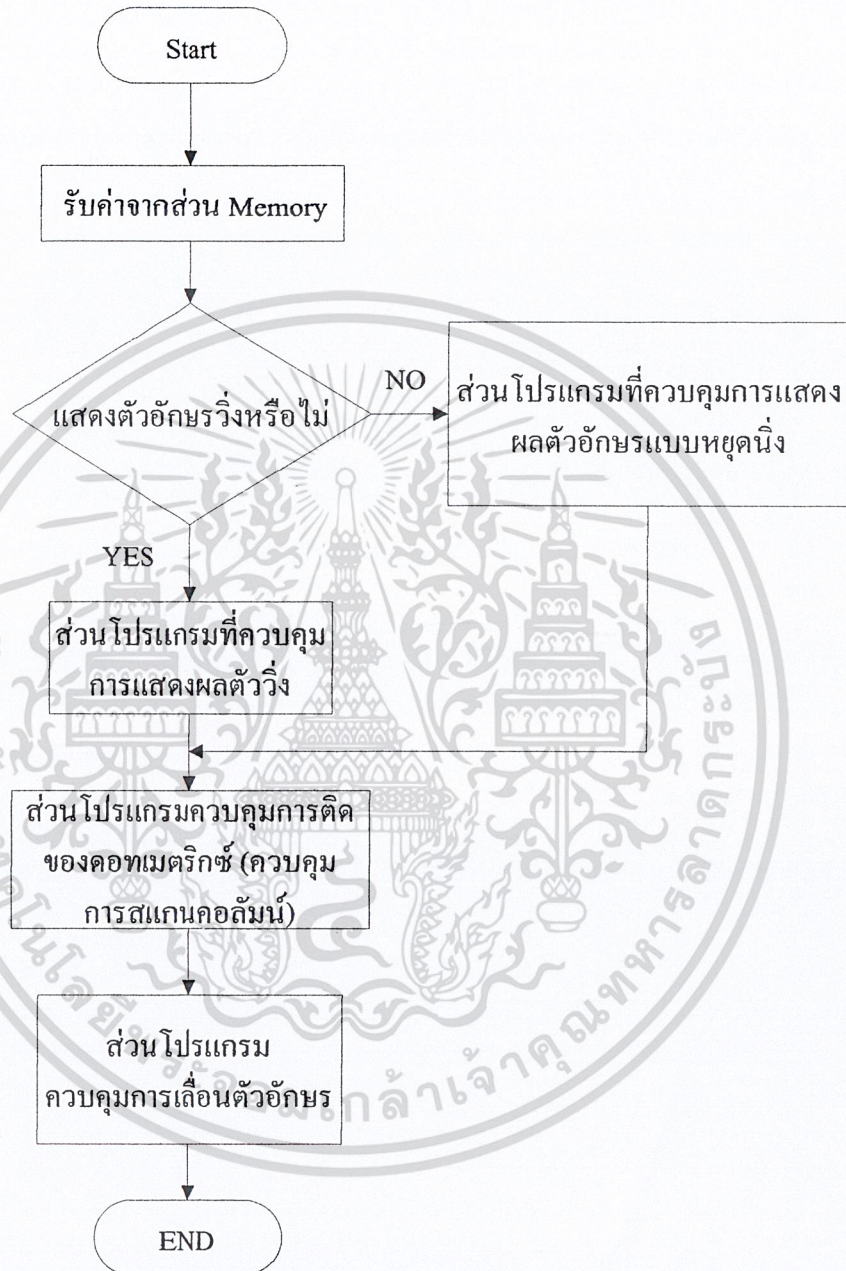 Start
รับค่าจากส่วน Memory
แสดงตัวอักษรวิ่งหรือไม่
NO
ส่วนโปรแกรมที่ควบคุมการแสดง
ผลตัวอักษรแบบหยุดนิ่ง
YES
ส่วนโปรแกรมที่ควบคุม
การแสดงผลตัววิ่ง
ส่วนโปรแกรมควบคุมการติด
ของดอทเมตริกซ์ (ควบคุม
การสแกนคอลัมน์)
ส่วนโปรแกรม
ควบคุมการเลื่อนตัวอักษร
END